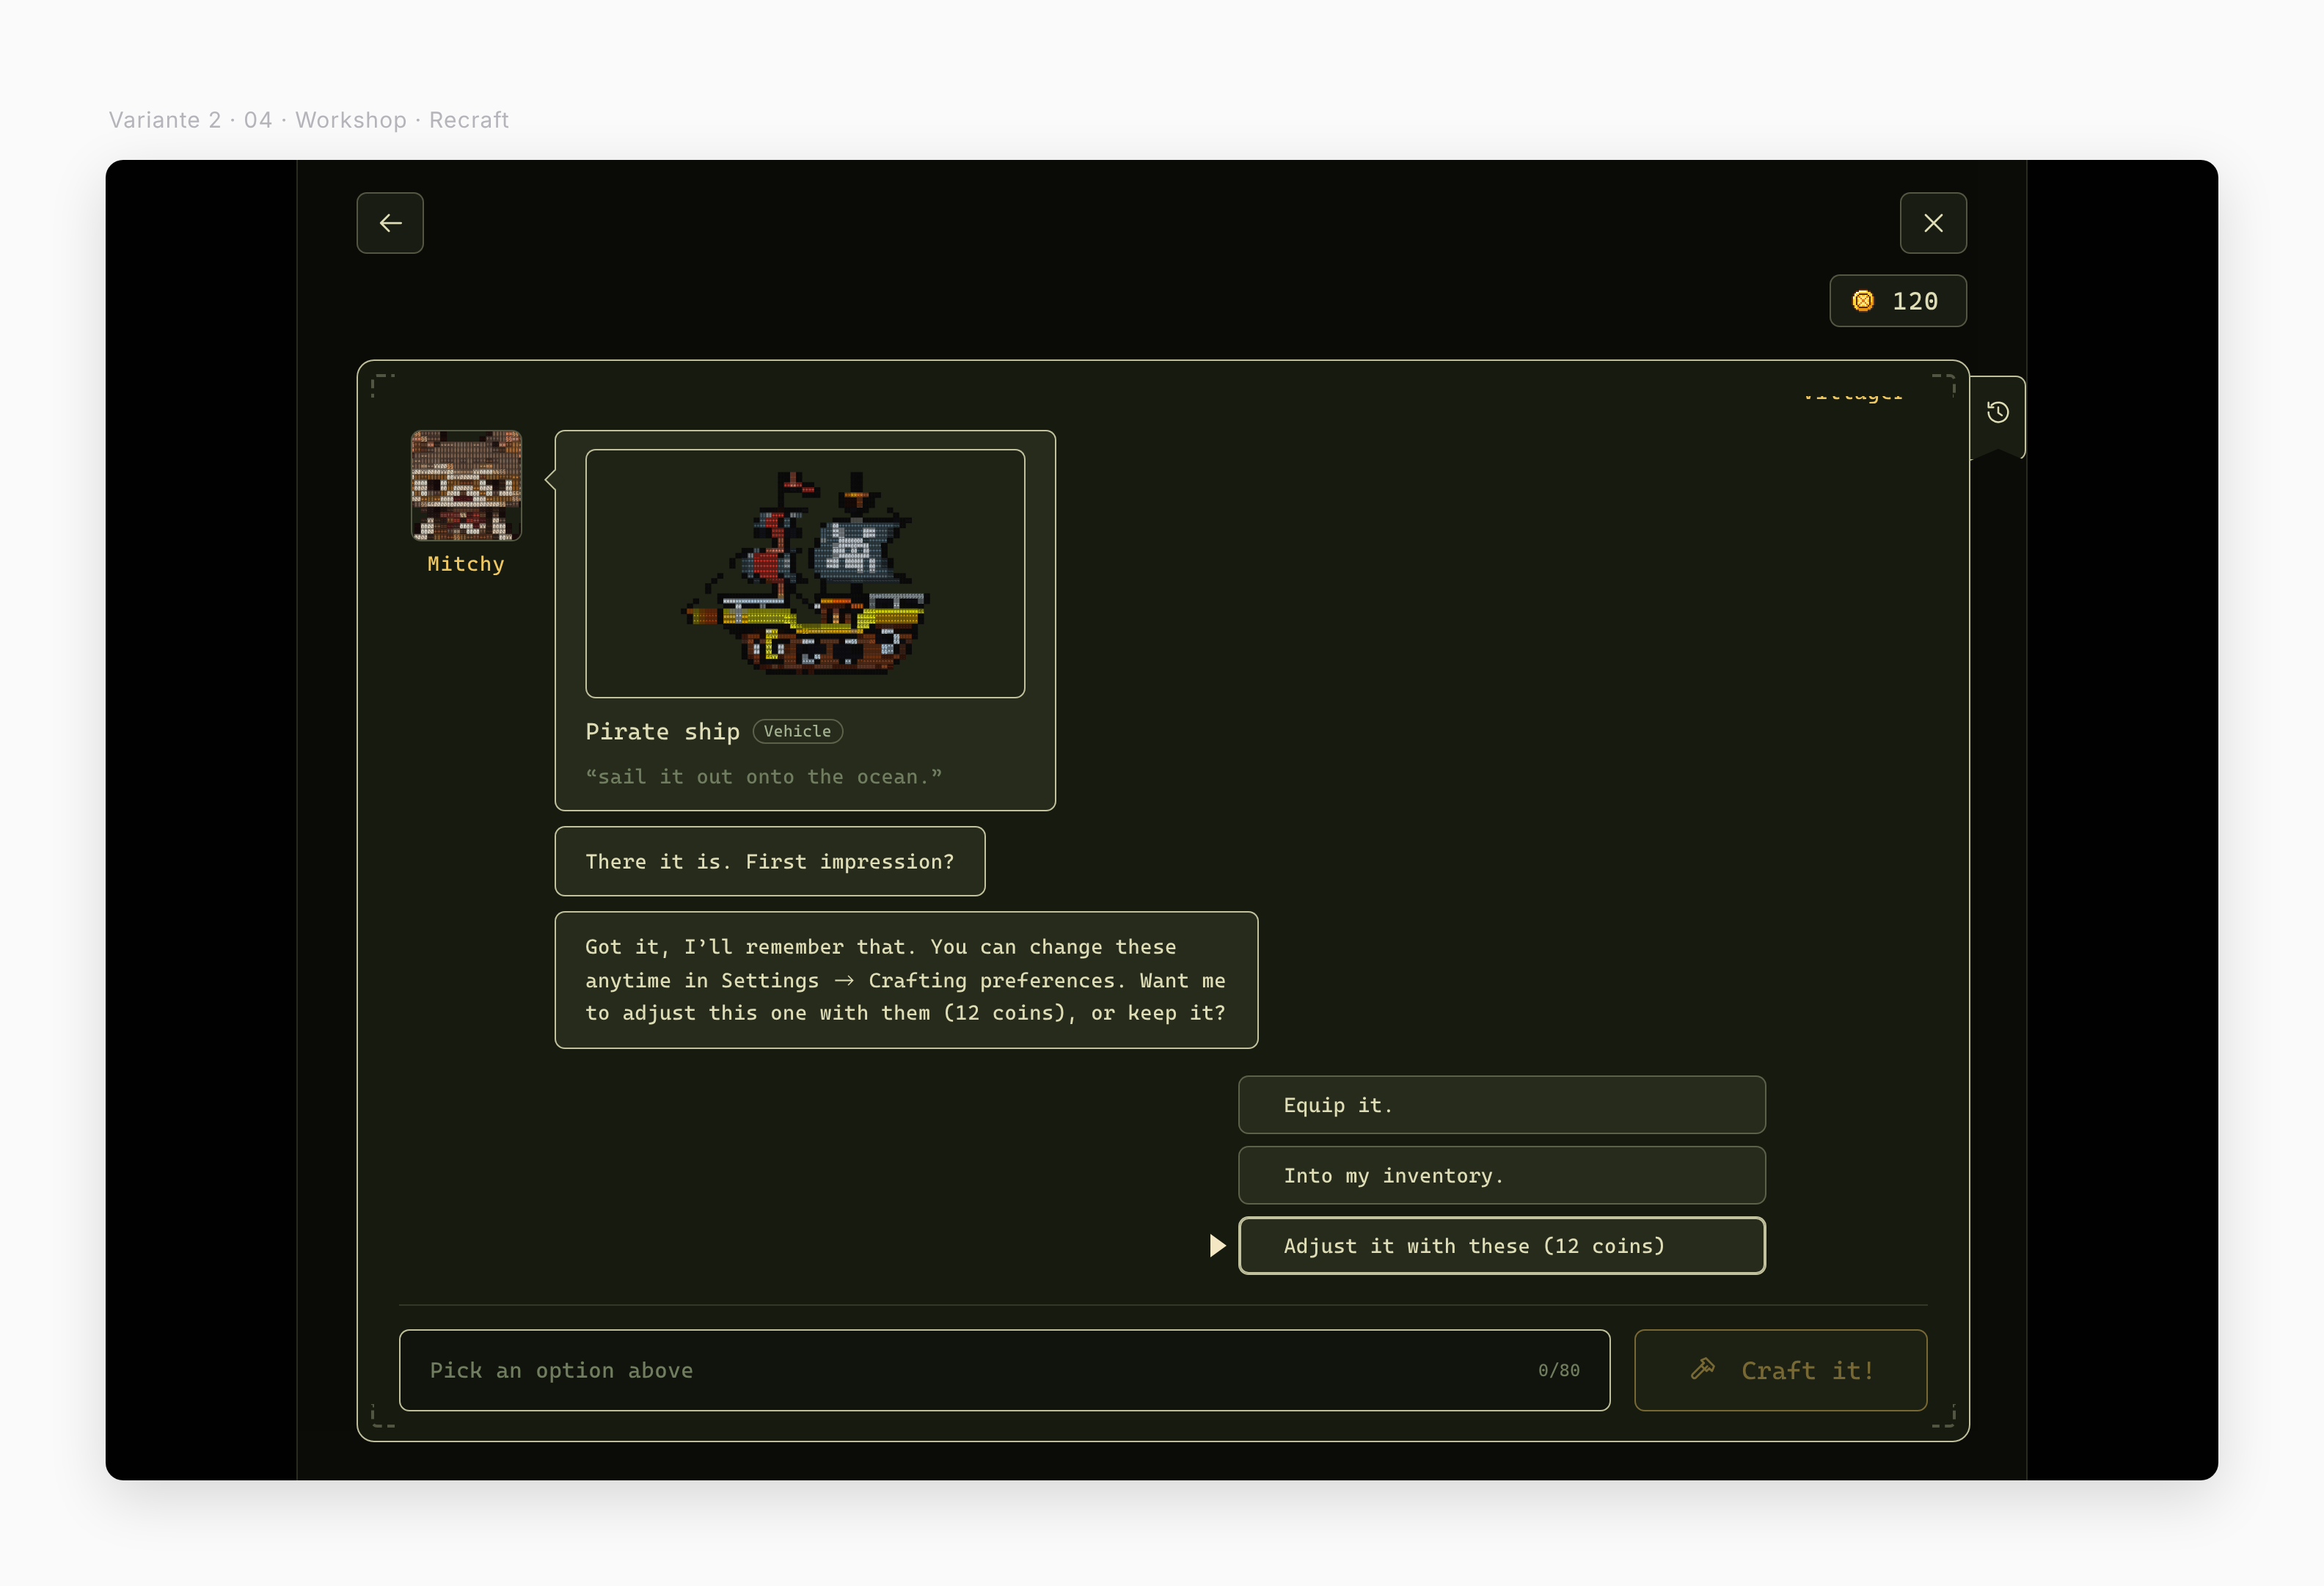 Variante 2 · 04 · Workshop · Recraft
120
Mitchy
Pirate ship
Vehicle
“sail it out onto the ocean.”
There it is. First impression?
Got it, I’ll remember that. You can change these
anytime in Settings → Crafting preferences. Want me
to adjust this one with them (12 coins), or keep it?
Equip it.
Into my inventory.
Adjust it with these (12 coins)
Pick an option above
0/80
Craft it!